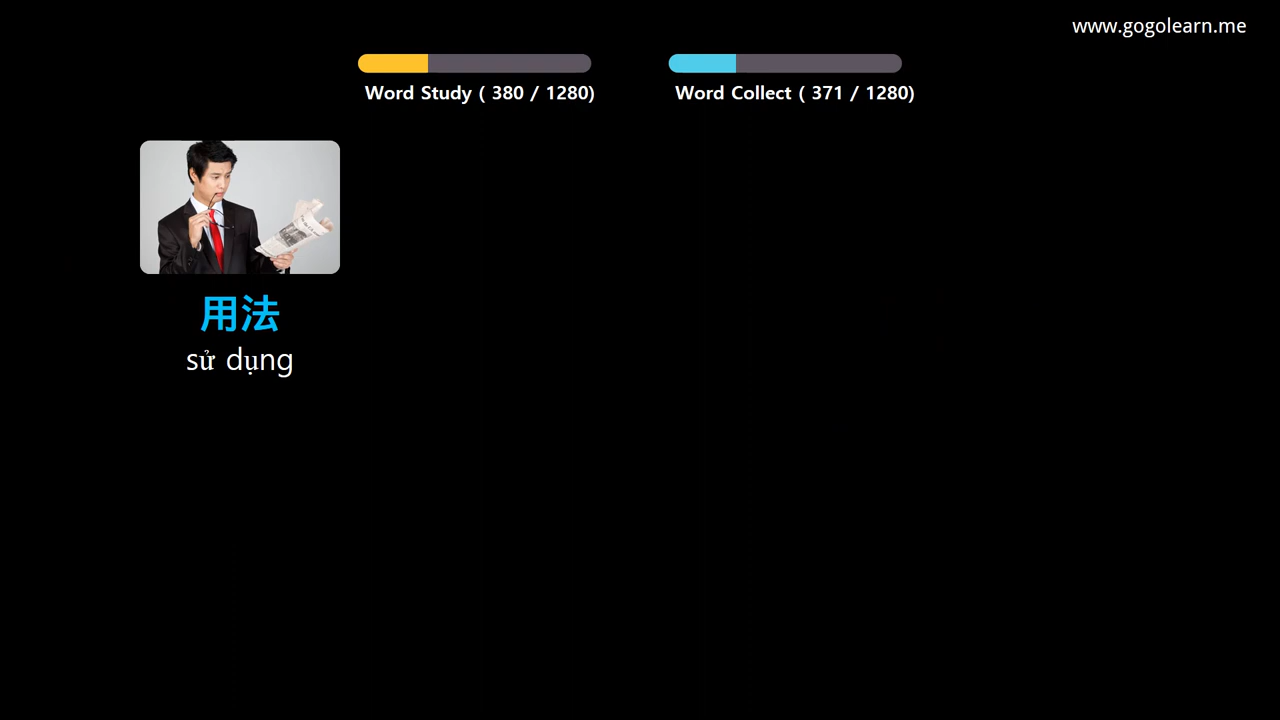 www.gogolearn.me
Word Study ( 380 / 1280)
Word Collect ( 371 / 1280)
用法
sử dụng